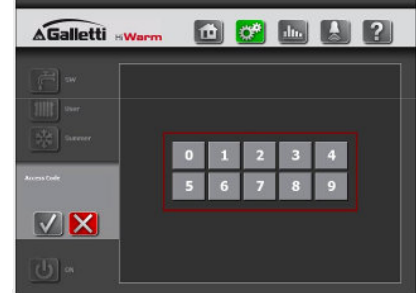 Galletti HiWarm
?
SW
User
Summer
0 1 2 3 4
5 6 7 8 9
Access Code
ON